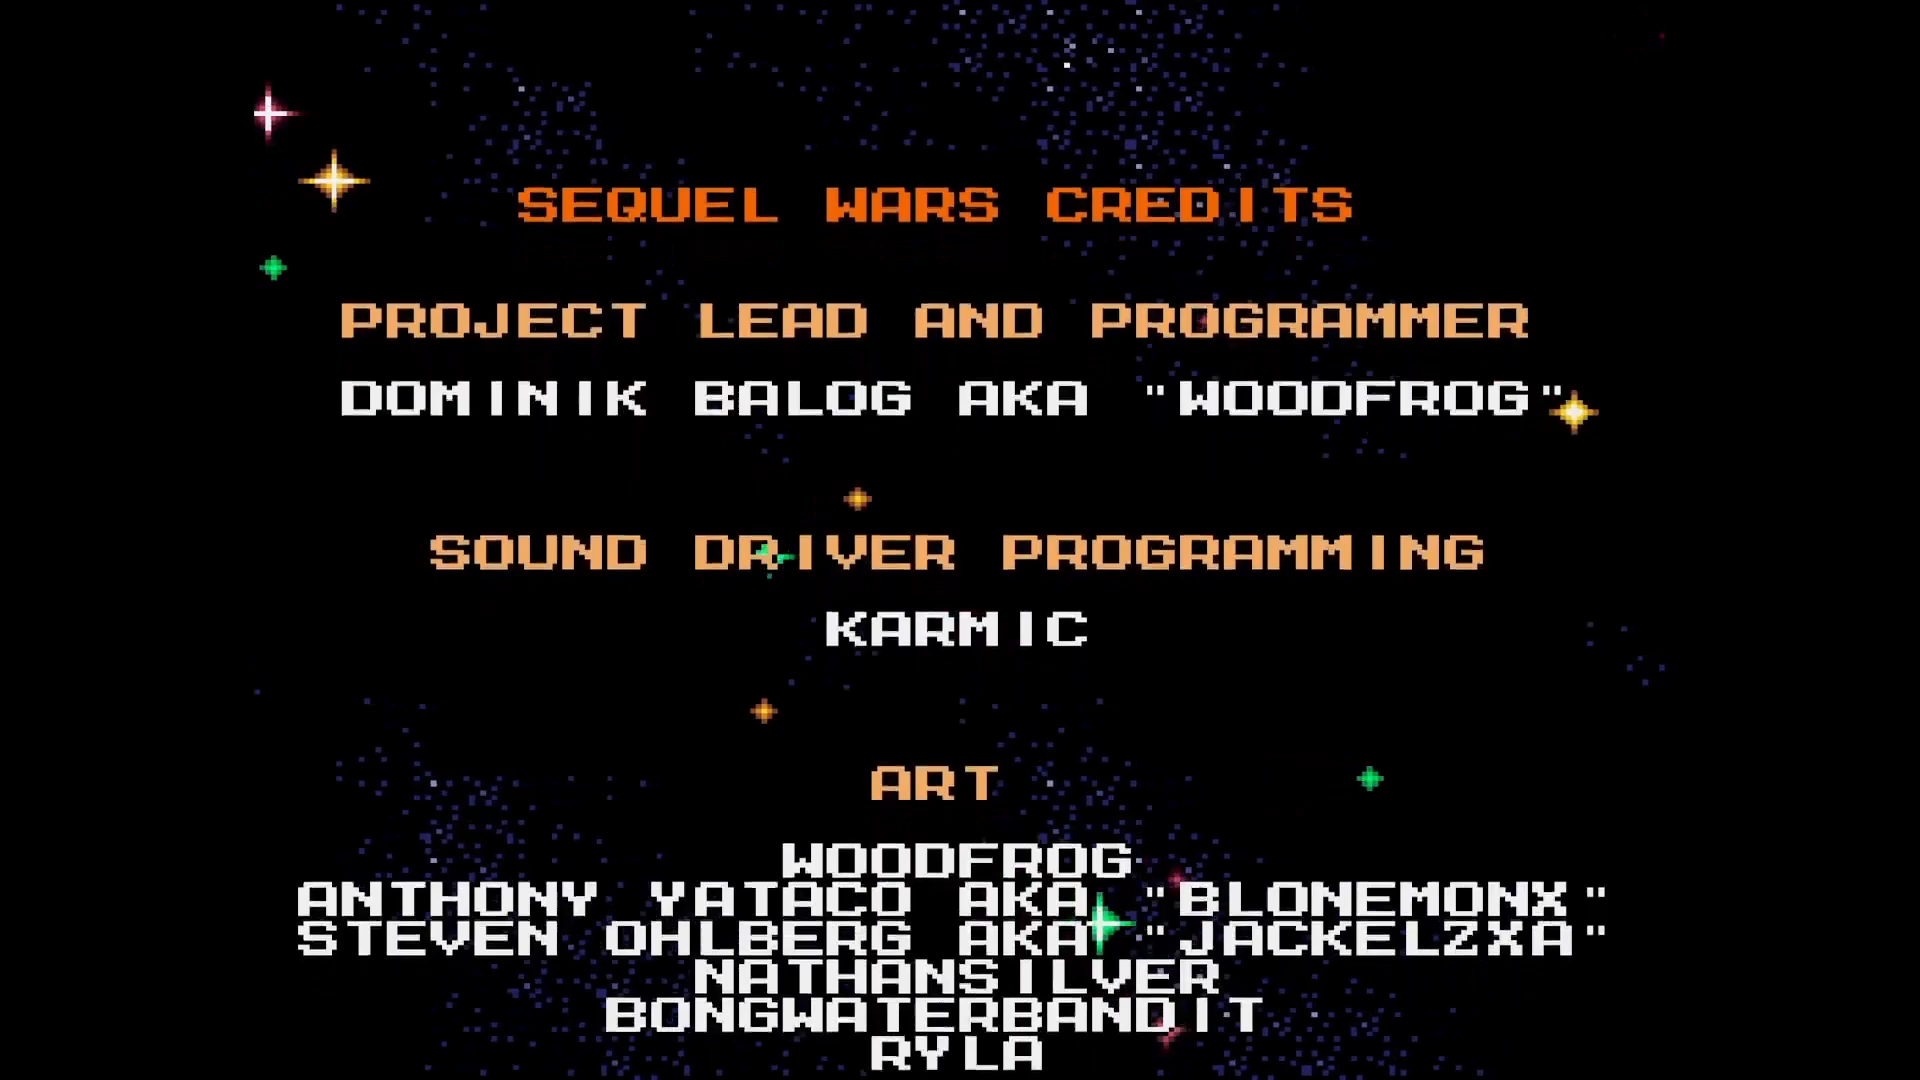 SEQUEL WARS CREDITS
PROJECT LEAD AND PROGRAMMER
DOMINIK BALOG AKA "WOODFROG"
SOUND DRIVER PROGRAMMING
KARMIC
ART
WOODFROG
ANTHONY YATACO AKA "BLONEMONX"
STEVEN OHLBERG AKA "JACKELZXA"
NATHANSILVER
BONGWATERBANDIT
RYLA